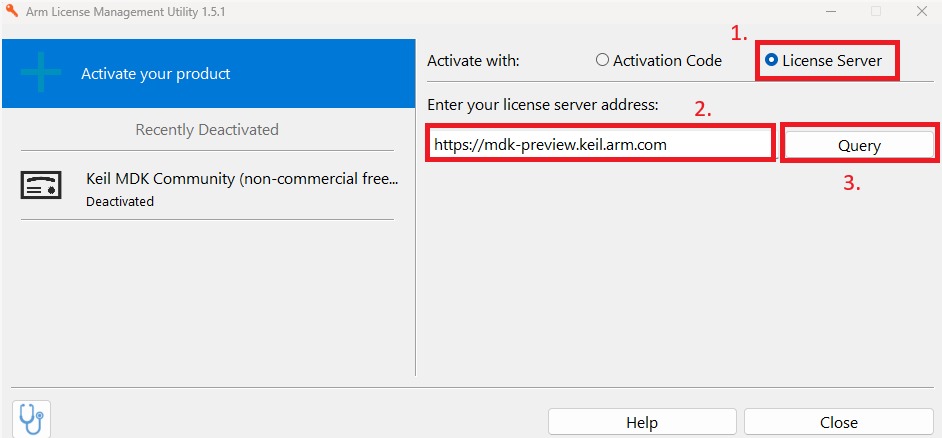 Arm License Management Utility 1.5.1
Activate your product
Recently Deactivated
Keil MDK Community (non-commercial free...
Deactivated
1.
Activate with:
Activation Code
License Server
Enter your license server address:
2.
https://mdk-preview.keil.arm.com
Query
3.
Help
Close